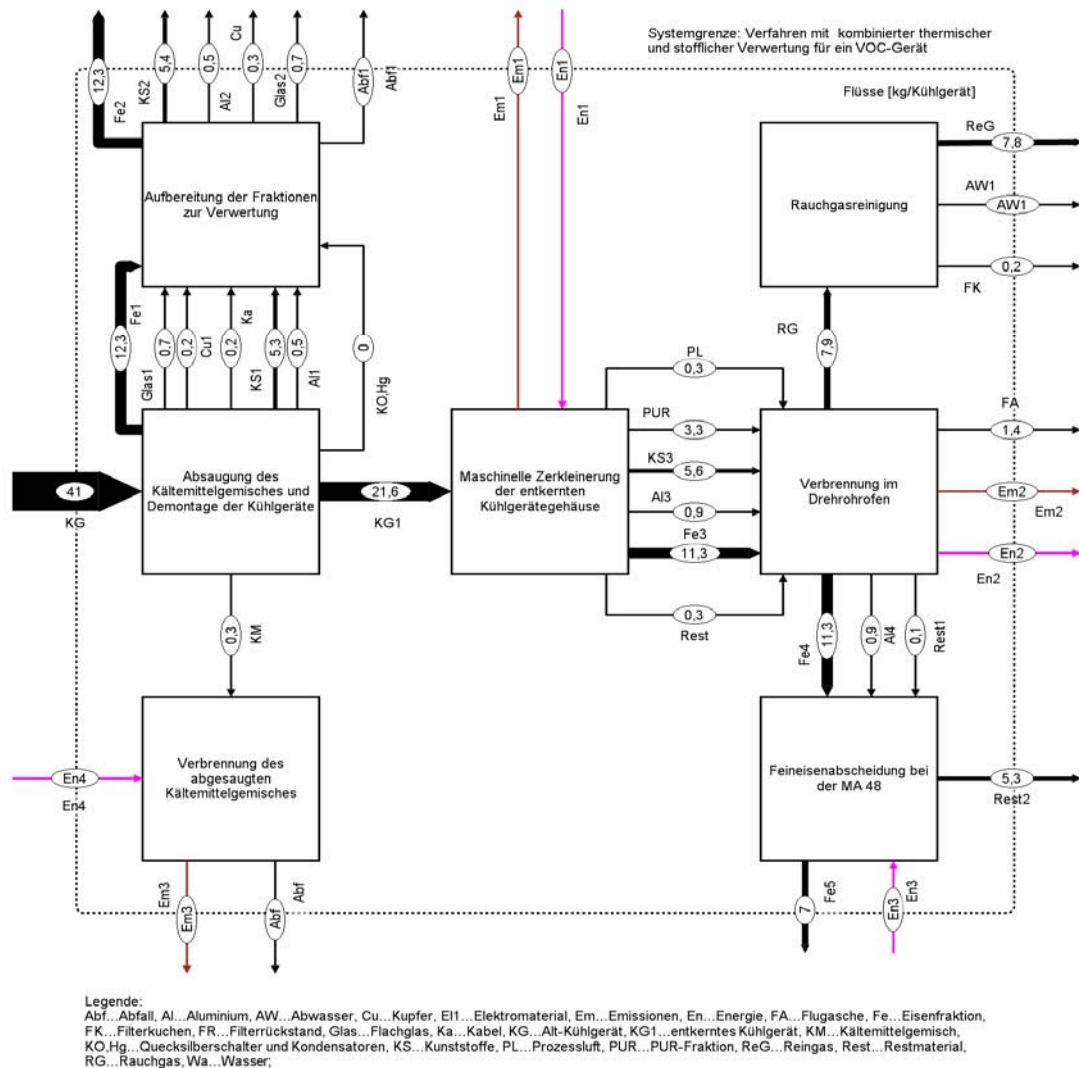 Systemgrenze: Verfahren mit kombinierter thermischer
und stofflicher Verwertung für ein VOC-Gerät
Flüsse [kg/Kühlgerät]
12,3
Fe2
5,4
KS2
0,5
Al2
0,3
Cu
0,7
Glas2
Abf1
Abf1
Em1
Em1
En1
En1
Aufbereitung der Fraktionen
zur Verwertung
Rauchgasreinigung
ReG
7,8
AW1
AW1
0,2
FK
12,3
Fe1
0,7
Glas1
0,2
Cu1
0,2
Ka
5,3
KS1
0,5
Al1
0
KO,Hg
RG
7,9
41
KG
Absaugung des
Kältemittelgemisches und
Demontage der Kühlgeräte
21,6
KG1
Maschinelle Zerkleinerung
der entkernten
Kühlgerätegehäuse
PL
0,3
PUR
3,3
KS3
5,6
Al3
0,9
Fe3
11,3
0,3
Rest
Verbrennung im
Drehrohrofen
FA
1,4
Em2
Em2
En2
En2
0,3
KM
11,3
Fe4
0,9
Al4
0,1
Rest1
En4
En4
Verbrennung des
abgesaugten
Kältemittelgemisches
Feineisenabscheidung bei
der MA 48
5,3
Rest2
Em3
Em3
Abf
Abf
7
Fe5
En3
En3
Legende:
Abf...Abfall, Al...Aluminium, AW...Abwasser, Cu...Kupfer, El1...Elektromaterial, Em...Emissionen, En...Energie, FA...Flugasche, Fe...Eisenfraktion,
FK...Filterkuchen, FR...Filterrückstand, Glas...Flachglas, Ka...Kabel, KG...Alt-Kühlgerät, KG1...entkerntes Kühlgerät, KM...Kältemittelgemisch,
KO,Hg...Quecksilberschalter und Kondensatoren, KS...Kunststoffe, PL...Prozessluft, PUR...PUR-Fraktion, ReG...Reingas, Rest...Restmaterial,
RG...Rauchgas, Wa...Wasser;